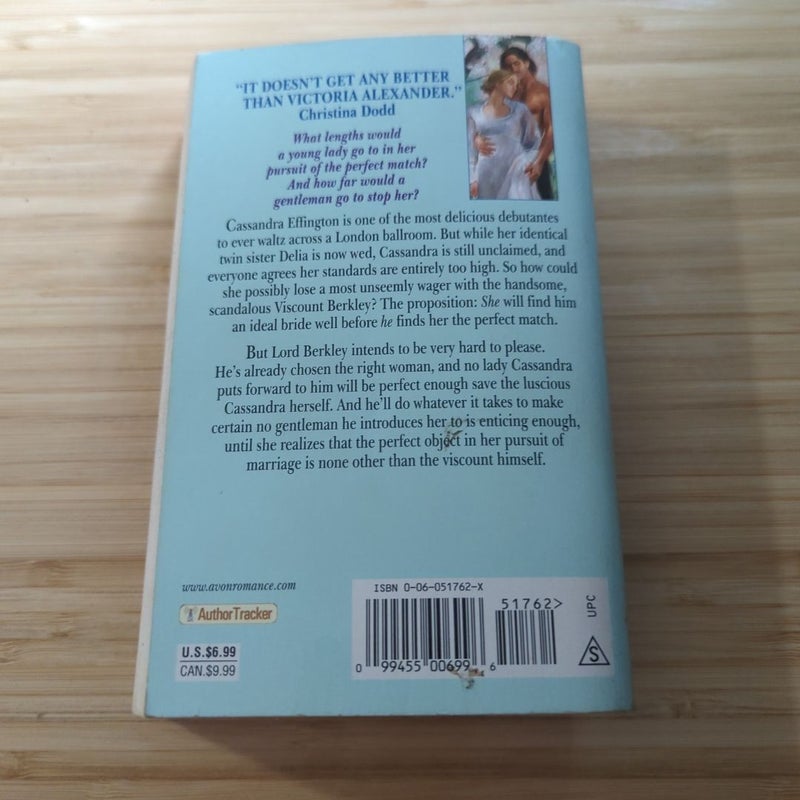 “IT DOESN’T GET ANY BETTER
THAN VICTORIA ALEXANDER.”
Christina Dodd
What lengths would
a young lady go to in her
pursuit of the perfect match?
And how far would a
gentleman go to stop her?
Cassandra Effington is one of the most delicious debutantes
to ever waltz across a London ballroom. But while her identical
twin sister Delia is now wed, Cassandra is still unclaimed, and
everyone agrees her standards are entirely too high. So how could
she possibly lose a most unseemly wager with the handsome,
scandalous Viscount Berkley? The proposition: She will find him
an ideal bride well before he finds her the perfect match.
But Lord Berkley intends to be very hard to please.
He’s already chosen the right woman, and no lady Cassandra
puts forward to him will be perfect enough save the luscious
Cassandra herself. And he’ll do whatever it takes to make
certain no gentleman he introduces her to is enticing enough,
until she realizes that the perfect object in her pursuit of
marriage is none other than the viscount himself.
www.avonromance.com
AuthorTracker
U.S.$6.99
CAN.$9.99
ISBN 0-06-051762-X
51762>
0 99455 00699 6
UPC
S